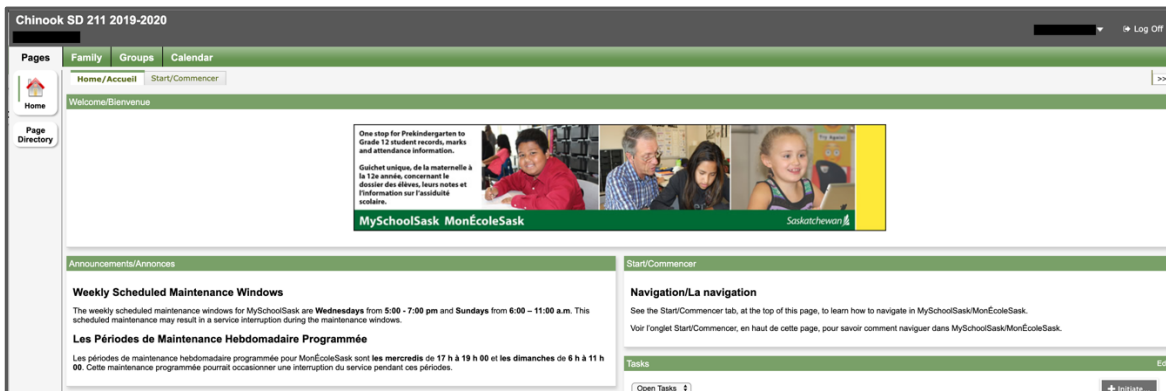 Chinook SD 211 2019-2020
Log Off
Pages Family Groups Calendar
Home
Page
Directory
Home/Accueil Start/Commencer
>>
Welcome/Bienvenue
One stop for Prekindergarten to
Grade 12 student records, marks
and attendance information.
Guichet unique, de la maternelle à
la 12e année, concernant le
dossier des élèves, leurs notes et
l'information sur l'assiduité
scolaire.
MySchoolSask MonÉcoleSask
Saskatchewan
Announcements/Annonces
Weekly Scheduled Maintenance Windows
The weekly scheduled maintenance windows for MySchoolSask are Wednesdays from 5:00 - 7:00 pm and Sundays from 6:00 – 11:00 a.m. This
scheduled maintenance may result in a service interruption during the maintenance windows.
Les Périodes de Maintenance Hebdomadaire Programmée
Les périodes de maintenance hebdomadaire programmée pour MonÉcoleSask sont les mercredis de 17 h à 19 h 00 et les dimanches de 6 h à 11 h
00. Cette maintenance programmée pourrait occasionner une interruption du service pendant ces périodes.
Start/Commencer
Navigation/La navigation
See the Start/Commencer tab, at the top of this page, to learn how to navigate in MySchoolSask/MonÉcoleSask.
Voir l'onglet Start/Commencer, en haut de cette page, pour savoir comment naviguer dans MySchoolSask/MonÉcoleSask.
Tasks
Open Tasks
Initiate...